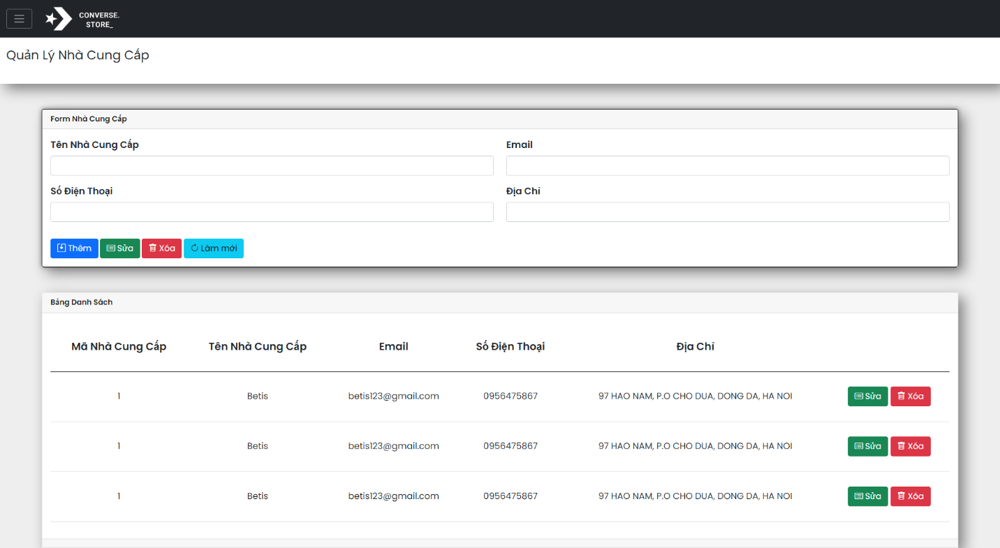 CONVERSE.
STORE_
Quản Lý Nhà Cung Cấp
Form Nhà Cung Cấp
Tên Nhà Cung Cấp Email
Số Điện Thoại Địa Chỉ
Thêm Sửa Xóa Làm mới
Bảng Danh Sách
Mã Nhà Cung Cấp Tên Nhà Cung Cấp Email Số Điện Thoại Địa Chỉ
1 Betis betis123@gmail.com 0956475867 97 HAO NAM, P.O CHO DUA, DONG DA, HA NOI Sửa Xóa
1 Betis betis123@gmail.com 0956475867 97 HAO NAM, P.O CHO DUA, DONG DA, HA NOI Sửa Xóa
1 Betis betis123@gmail.com 0956475867 97 HAO NAM, P.O CHO DUA, DONG DA, HA NOI Sửa Xóa